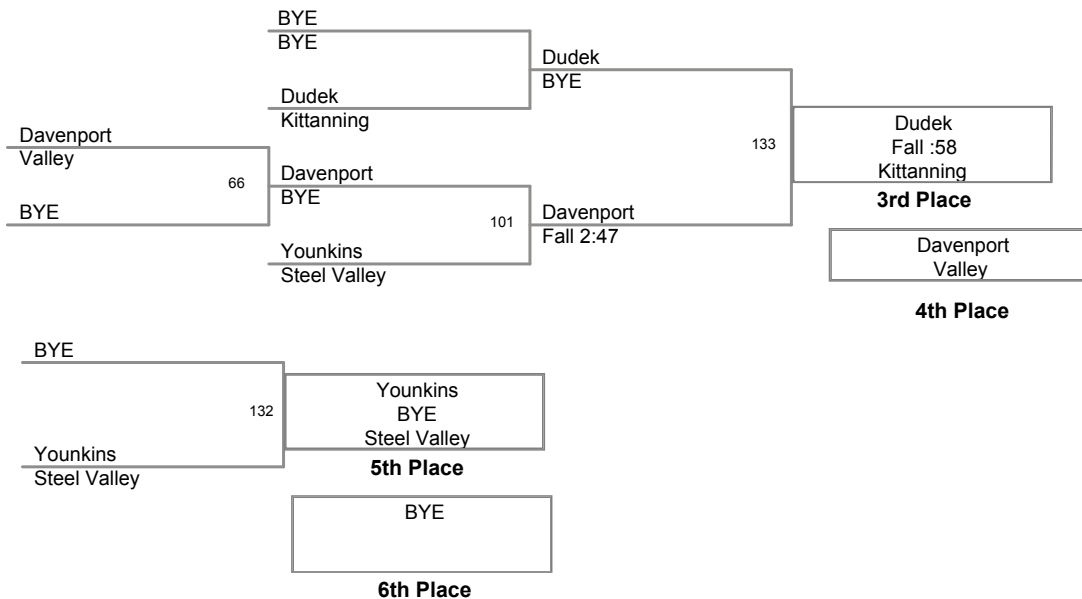 BYE
BYE
Dudek
BYE
Dudek
Kittanning
133
Dudek
Fall :58
Kittanning
3rd Place
Davenport
Valley
66
Davenport
BYE
BYE
101
Davenport
Fall 2:47
Younkins
Steel Valley
Davenport
Valley
4th Place
BYE
132
Younkins
BYE
Steel Valley
Younkins
Steel Valley
5th Place
BYE
6th Place